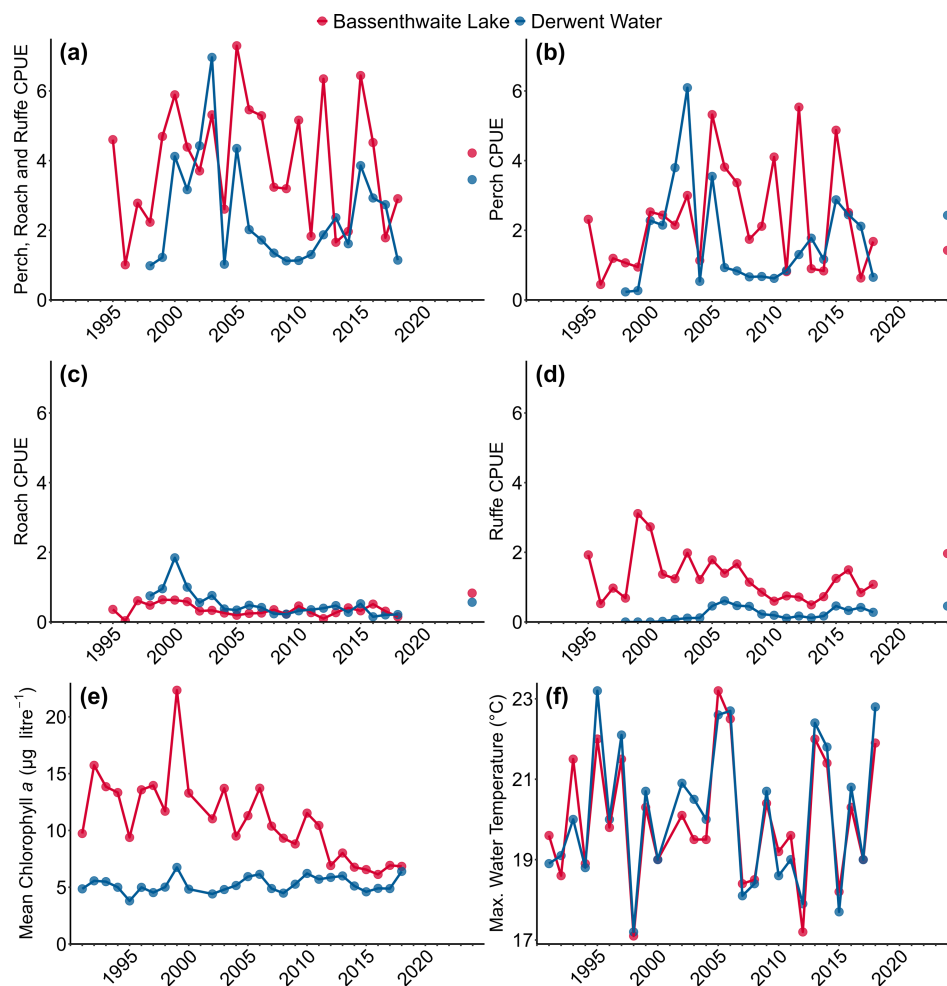 Bassenthwaite Lake Derwent Water
(a)
Perch, Roach and Ruffe CPUE
6
4
2
0
1995 2000 2005 2010 2015 2020
(b)
Perch CPUE
6
4
2
0
1995 2000 2005 2010 2015 2020
(c)
Roach CPUE
6
4
2
0
1995 2000 2005 2010 2015 2020
(d)
Ruffe CPUE
6
4
2
0
1995 2000 2005 2010 2015 2020
(e)
Mean Chlorophyll a (µg litre⁻¹)
20
15
10
5
0
1995 2000 2005 2010 2015 2020
(f)
Max. Water Temperature (°C)
23
21
19
17
1995 2000 2005 2010 2015 2020